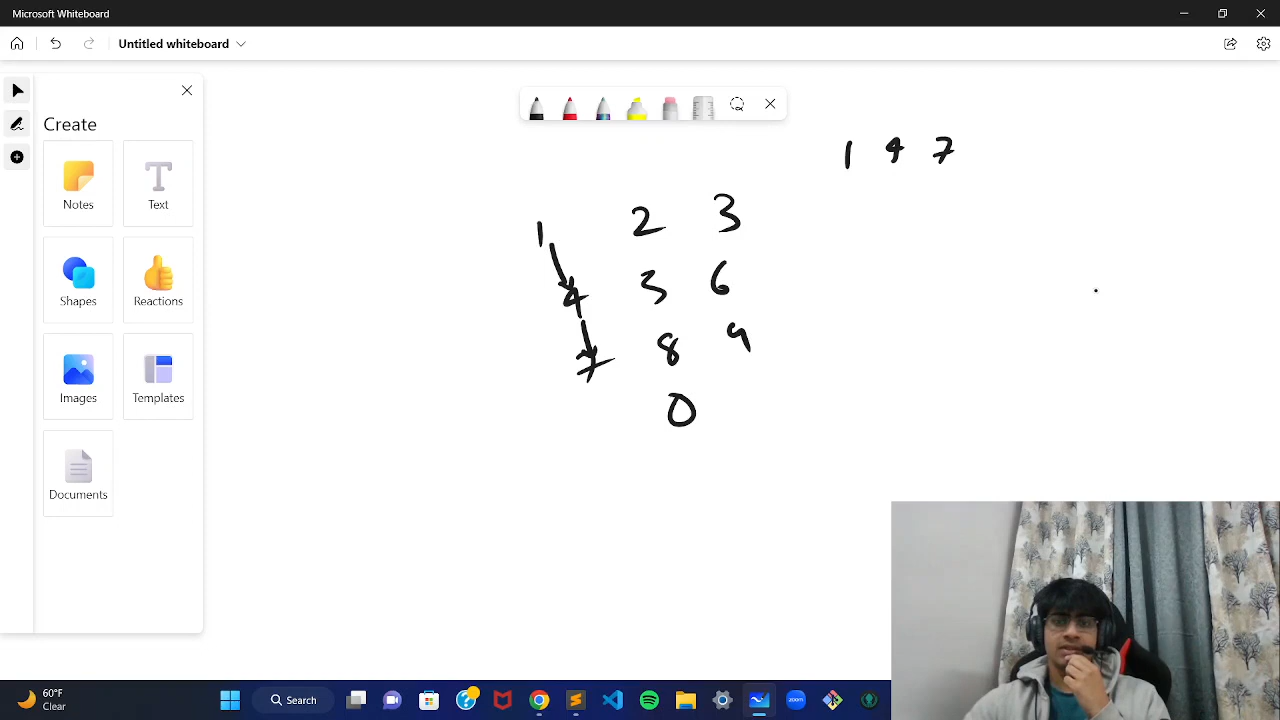 Microsoft Whiteboard
Untitled whiteboard
Create
Notes Text
Shapes Reactions
Images Templates
Documents
1 4 7
1 2 3
4 5 6
7 8 9
0
60°F
Clear
Search
zoom